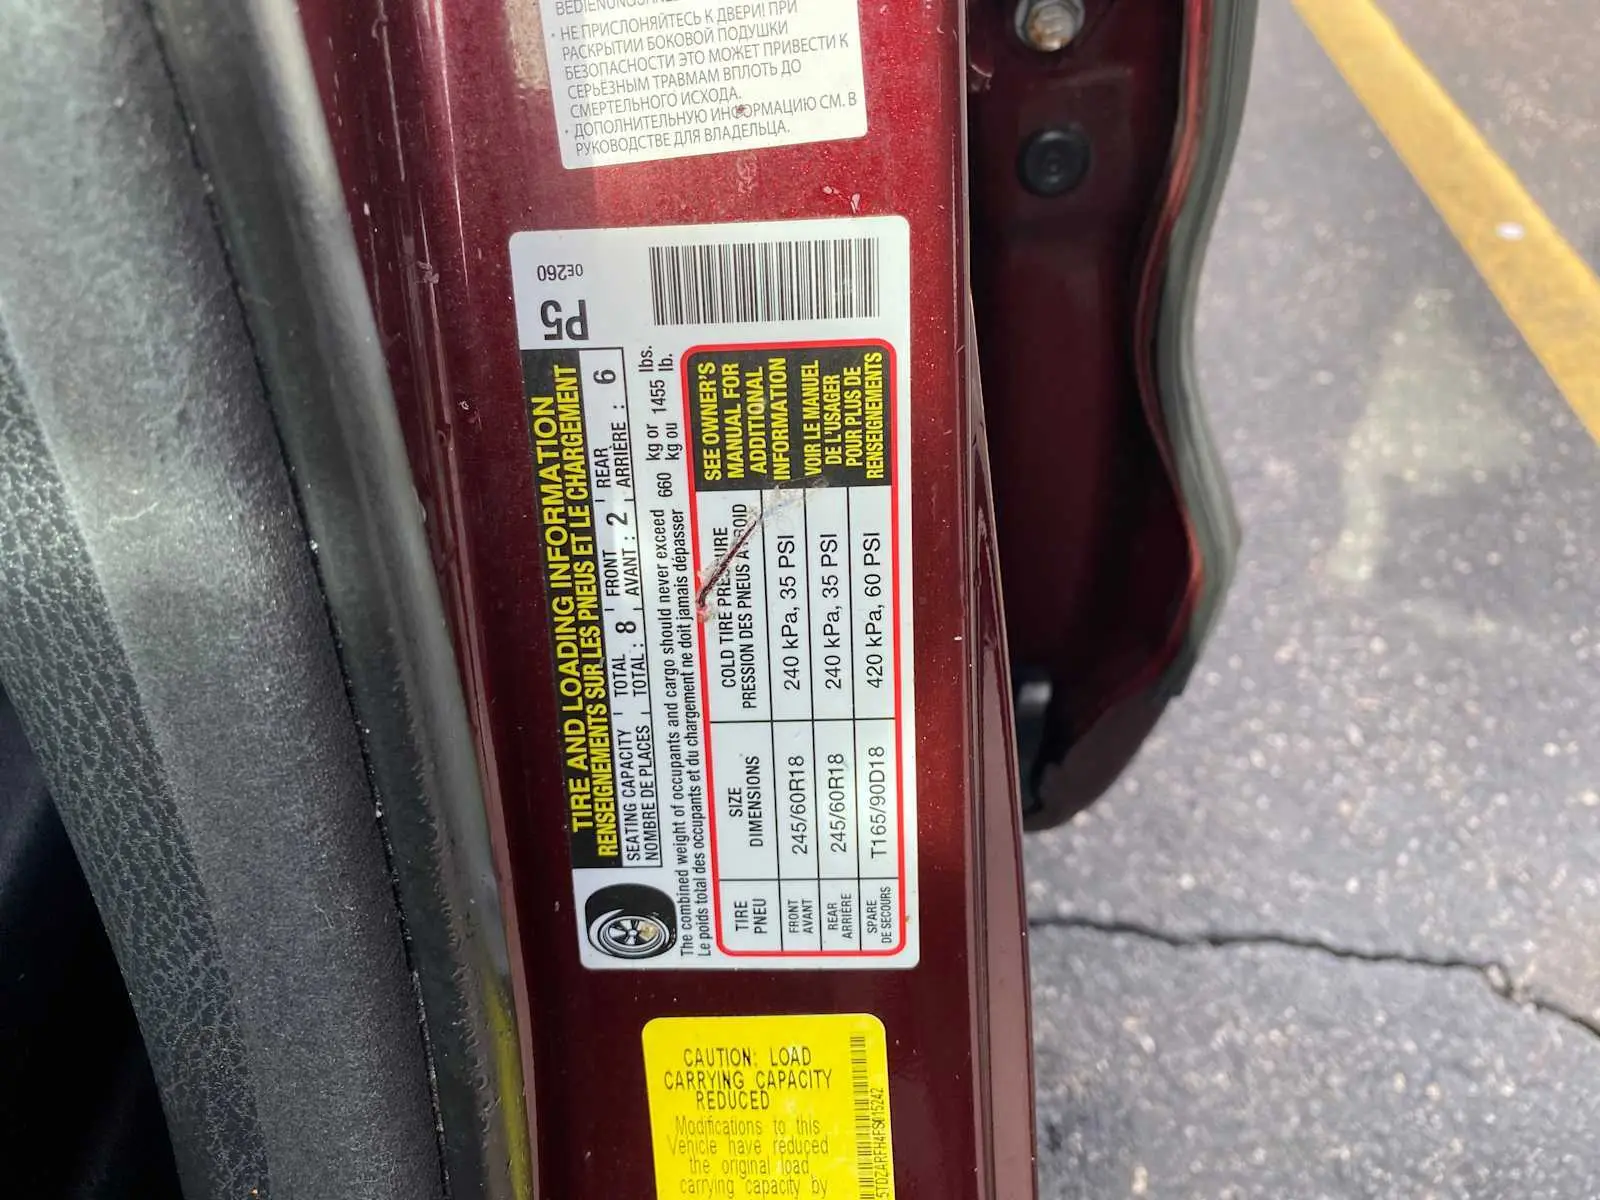 НЕ ПРИСЛОНЯЙТЕСЬ К ДВЕРИ! ПРИ
РАСКРЫТИИ БОКОВОЙ ПОДУШКИ
БЕЗОПАСНОСТИ ЭТО МОЖЕТ ПРИВЕСТИ К
СЕРЬЁЗНЫМ ТРАВМАМ ВПЛОТЬ ДО
СМЕРТЕЛЬНОГО ИСХОДА.
ДОПОЛНИТЕЛЬНУЮ ИНФОРМАЦИЮ СМ. В
РУКОВОДСТВЕ ДЛЯ ВЛАДЕЛЬЦА.
0E260
TIRE AND LOADING INFORMATION
RENSEIGNEMENTS SUR LES PNEUS ET LE CHARGEMENT
SEATING CAPACITY TOTAL FRONT REAR
NOMBRE DE PLACES TOTAL : 8 AVANT : 2 ARRIÈRE : 6
The combined weight of occupants and cargo should never exceed 660 kg or 1455 lbs.
Le poids total des occupants et du chargement ne doit jamais dépasser kg ou lb.
TIRE SIZE COLD TIRE PRESSURE
PNEU DIMENSIONS PRESSION DES PNEUS À FROID
FRONT 245/60R18 240 kPa, 35 PSI
AVANT
REAR 245/60R18 240 kPa, 35 PSI
ARRIÈRE
SPARE T165/90D18 420 kPa, 60 PSI
DE SECOURS
SEE OWNER'S
MANUAL FOR
ADDITIONAL
INFORMATION
VOIR LE MANUEL
DE L'USAGER
POUR PLUS DE
RENSEIGNEMENTS
CAUTION: LOAD
CARRYING CAPACITY
REDUCED
Modifications to this
Vehicle have reduced
the original load
carrying capacity by